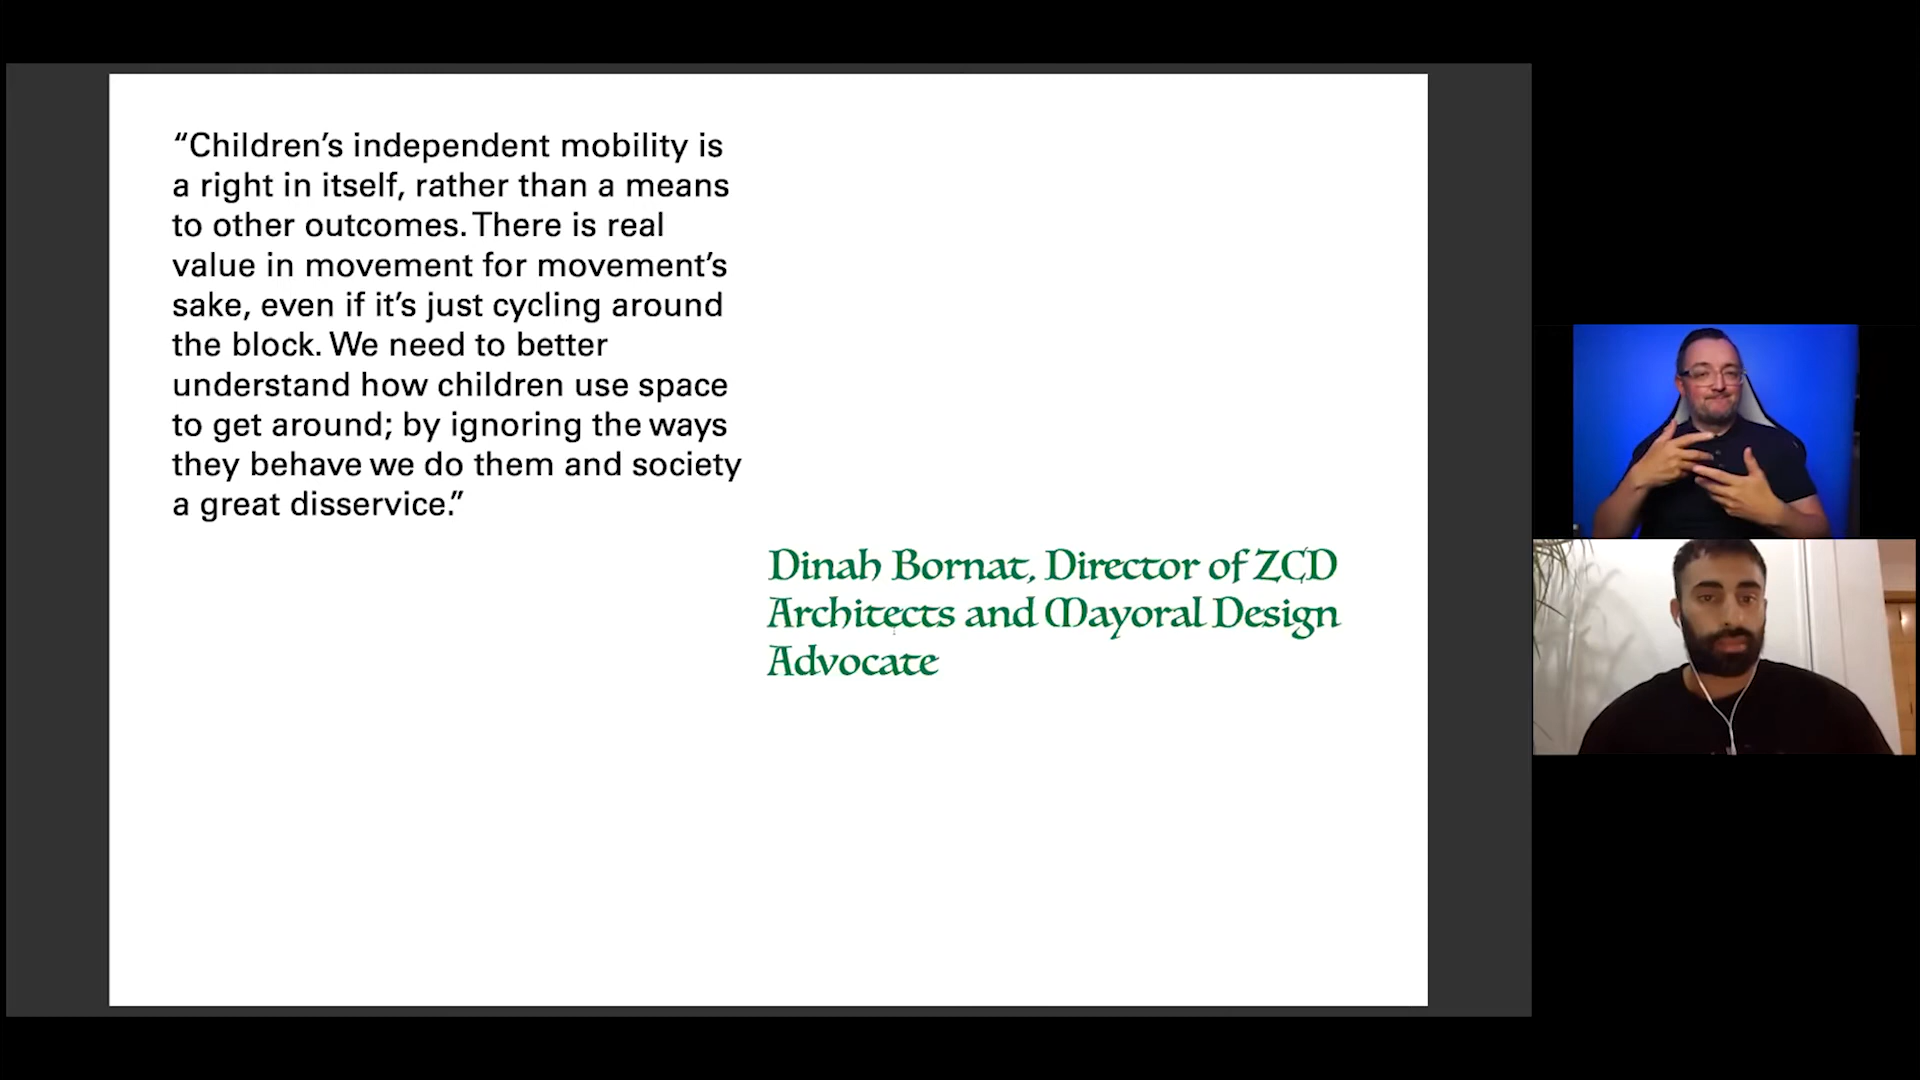 “Children’s independent mobility is
a right in itself, rather than a means
to other outcomes. There is real
value in movement for movement’s
sake, even if it’s just cycling around
the block. We need to better
understand how children use space
to get around; by ignoring the ways
they behave we do them and society
a great disservice.”
Dinah Bornat, Director of ZCD
Architects and Mayoral Design
Advocate